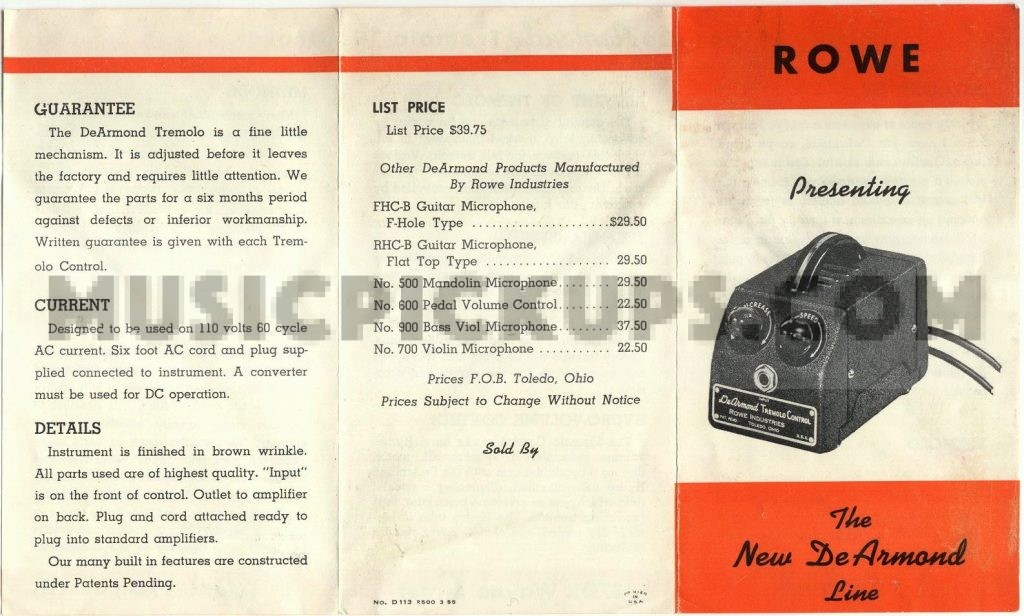 GUARANTEE
The DeArmond Tremolo is a fine little
mechanism. It is adjusted before it leaves
the factory and requires little attention. We
guarantee the parts for a six months period
against defects or inferior workmanship.
Written guarantee is given with each Trem-
olo Control.
CURRENT
Designed to be used on 110 volts 60 cycle
AC current. Six foot AC cord and plug sup-
plied connected to instrument. A converter
must be used for DC operation.
DETAILS
Instrument is finished in brown wrinkle.
All parts used are of highest quality. "Input"
is on the front of control. Outlet to amplifier
on back. Plug and cord attached ready to
plug into standard amplifiers.
Our many built in features are constructed
under Patents Pending.
LIST PRICE
List Price $39.75
Other DeArmond Products Manufactured
By Rowe Industries
FHC-B Guitar Microphone,
F-Hole Type .....................$29.50
RHC-B Guitar Microphone,
Flat Top Type ................... 29.50
No. 500 Mandolin Microphone........ 29.50
No. 600 Pedal Volume Control....... 22.50
No. 900 Bass Viol Microphone....... 37.50
No. 700 Violin Microphone ........... 22.50
Prices F.O.B. Toledo, Ohio
Prices Subject to Change Without Notice
Sold By
No. D113 R500 3 55
IN
U.S.A
ROWE
Presenting
INCREASE
SPEED
INPUT
DeArmond TREMOLO CONTROL
ROWE INDUSTRIES
TOLEDO, OHIO
U.S.A.
The
New DeArmond
Line
MUSICPICKUPS.COM